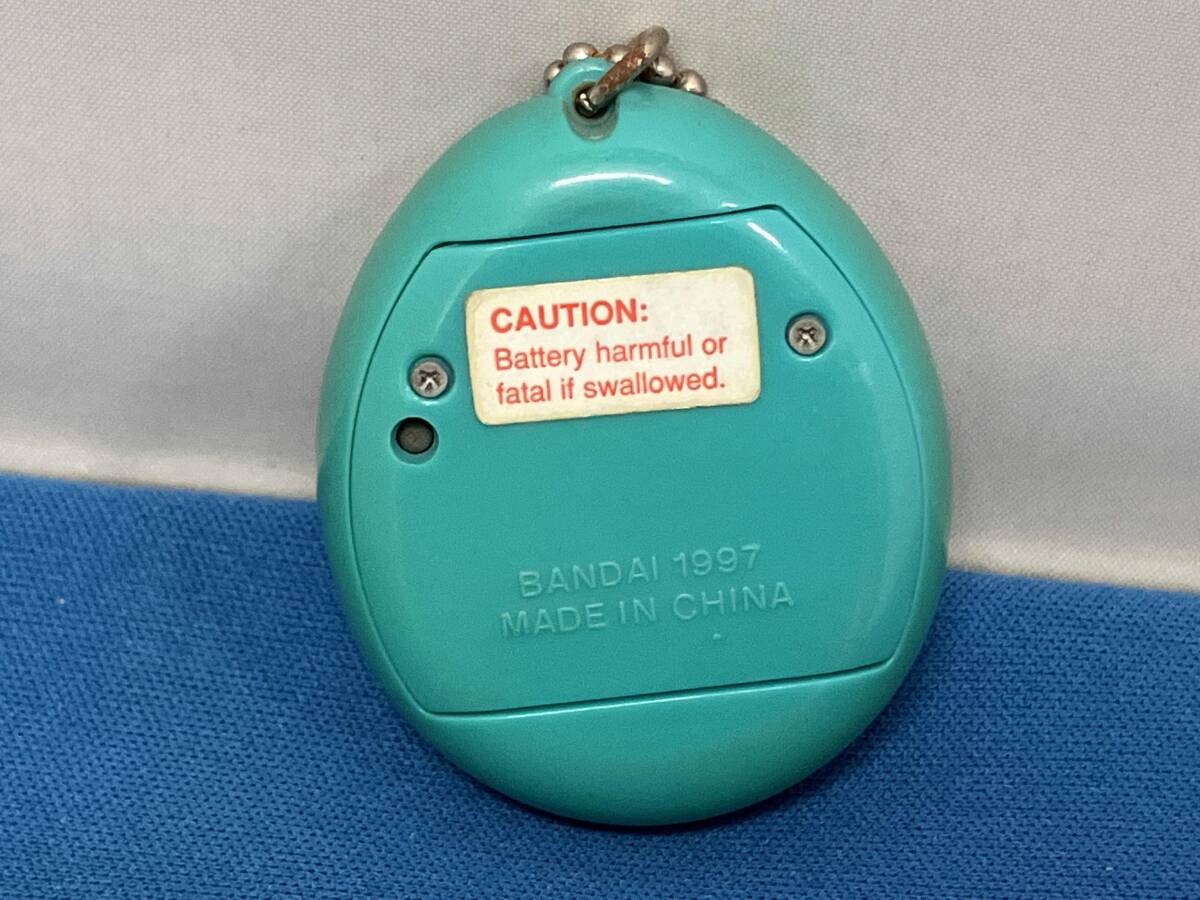 CAUTION:
Battery harmful or
fatal if swallowed.
BANDAI 1997
MADE IN CHINA